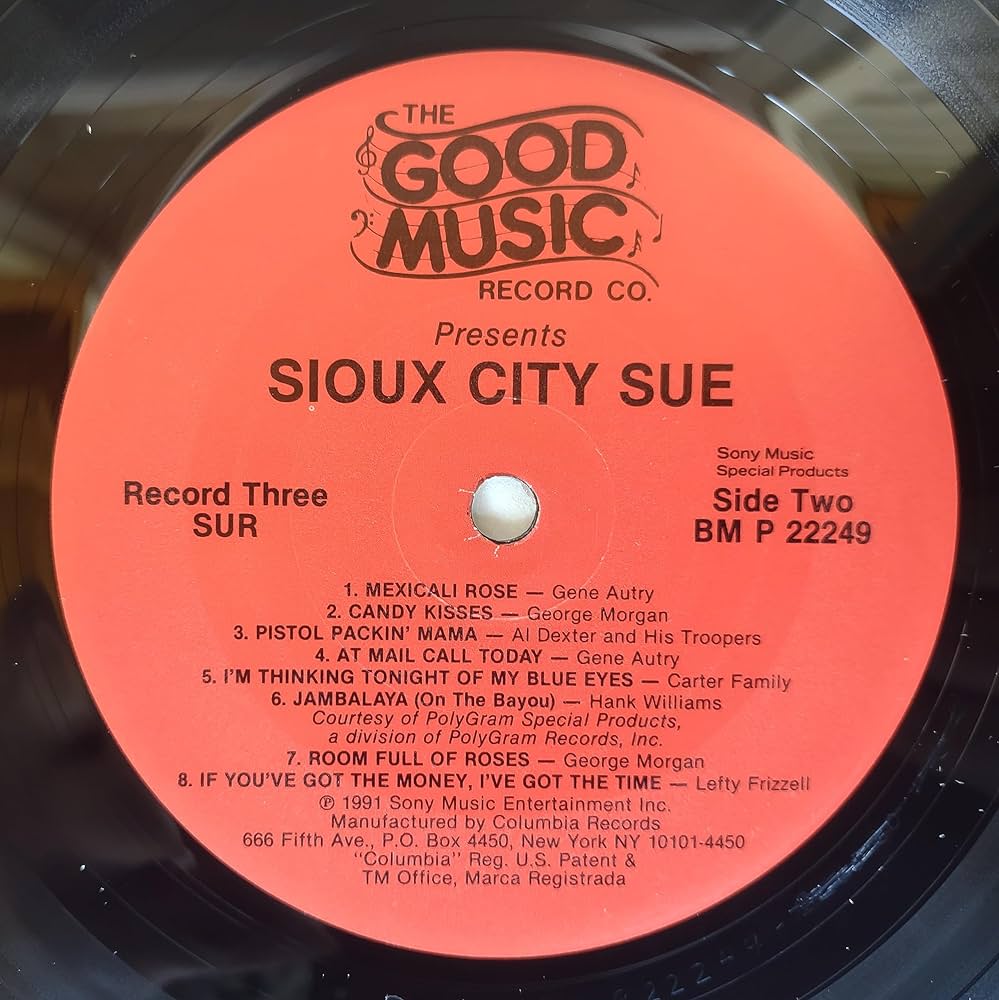 THE
GOOD
MUSIC
RECORD CO.
Presents
SIOUX CITY SUE
Record Three
SUR
Sony Music
Special Products
Side Two
BM P 22249
1. MEXICALI ROSE — Gene Autry
2. CANDY KISSES — George Morgan
3. PISTOL PACKIN' MAMA — Al Dexter and His Troopers
4. AT MAIL CALL TODAY — Gene Autry
5. I'M THINKING TONIGHT OF MY BLUE EYES — Carter Family
6. JAMBALAYA (On The Bayou) — Hank Williams
Courtesy of PolyGram Special Products,
a division of PolyGram Records, Inc.
7. ROOM FULL OF ROSES — George Morgan
8. IF YOU'VE GOT THE MONEY, I'VE GOT THE TIME — Lefty Frizzell
℗ 1991 Sony Music Entertainment Inc.
Manufactured by Columbia Records
666 Fifth Ave., P.O. Box 4450, New York NY 10101-4450
"Columbia" Reg. U.S. Patent &
TM Office, Marca Registrada